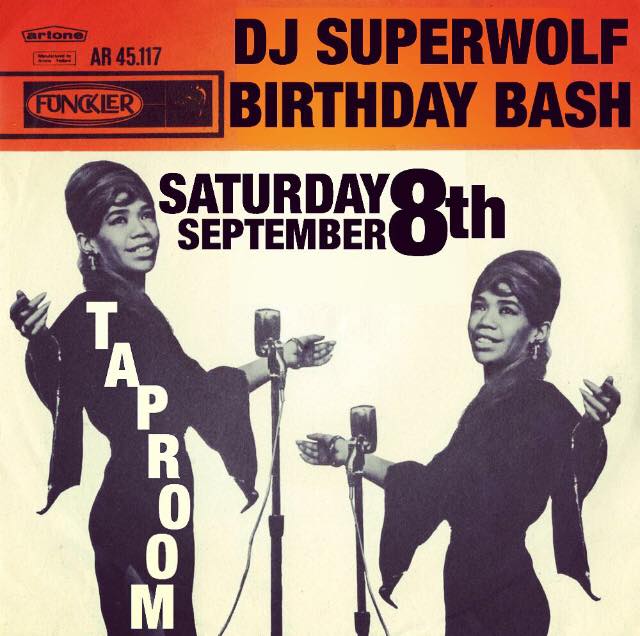 artone
AR 45.117
FUNCKLER
DJ SUPERWOLF
BIRTHDAY BASH
SATURDAY
SEPTEMBER 8th
TAPROOM